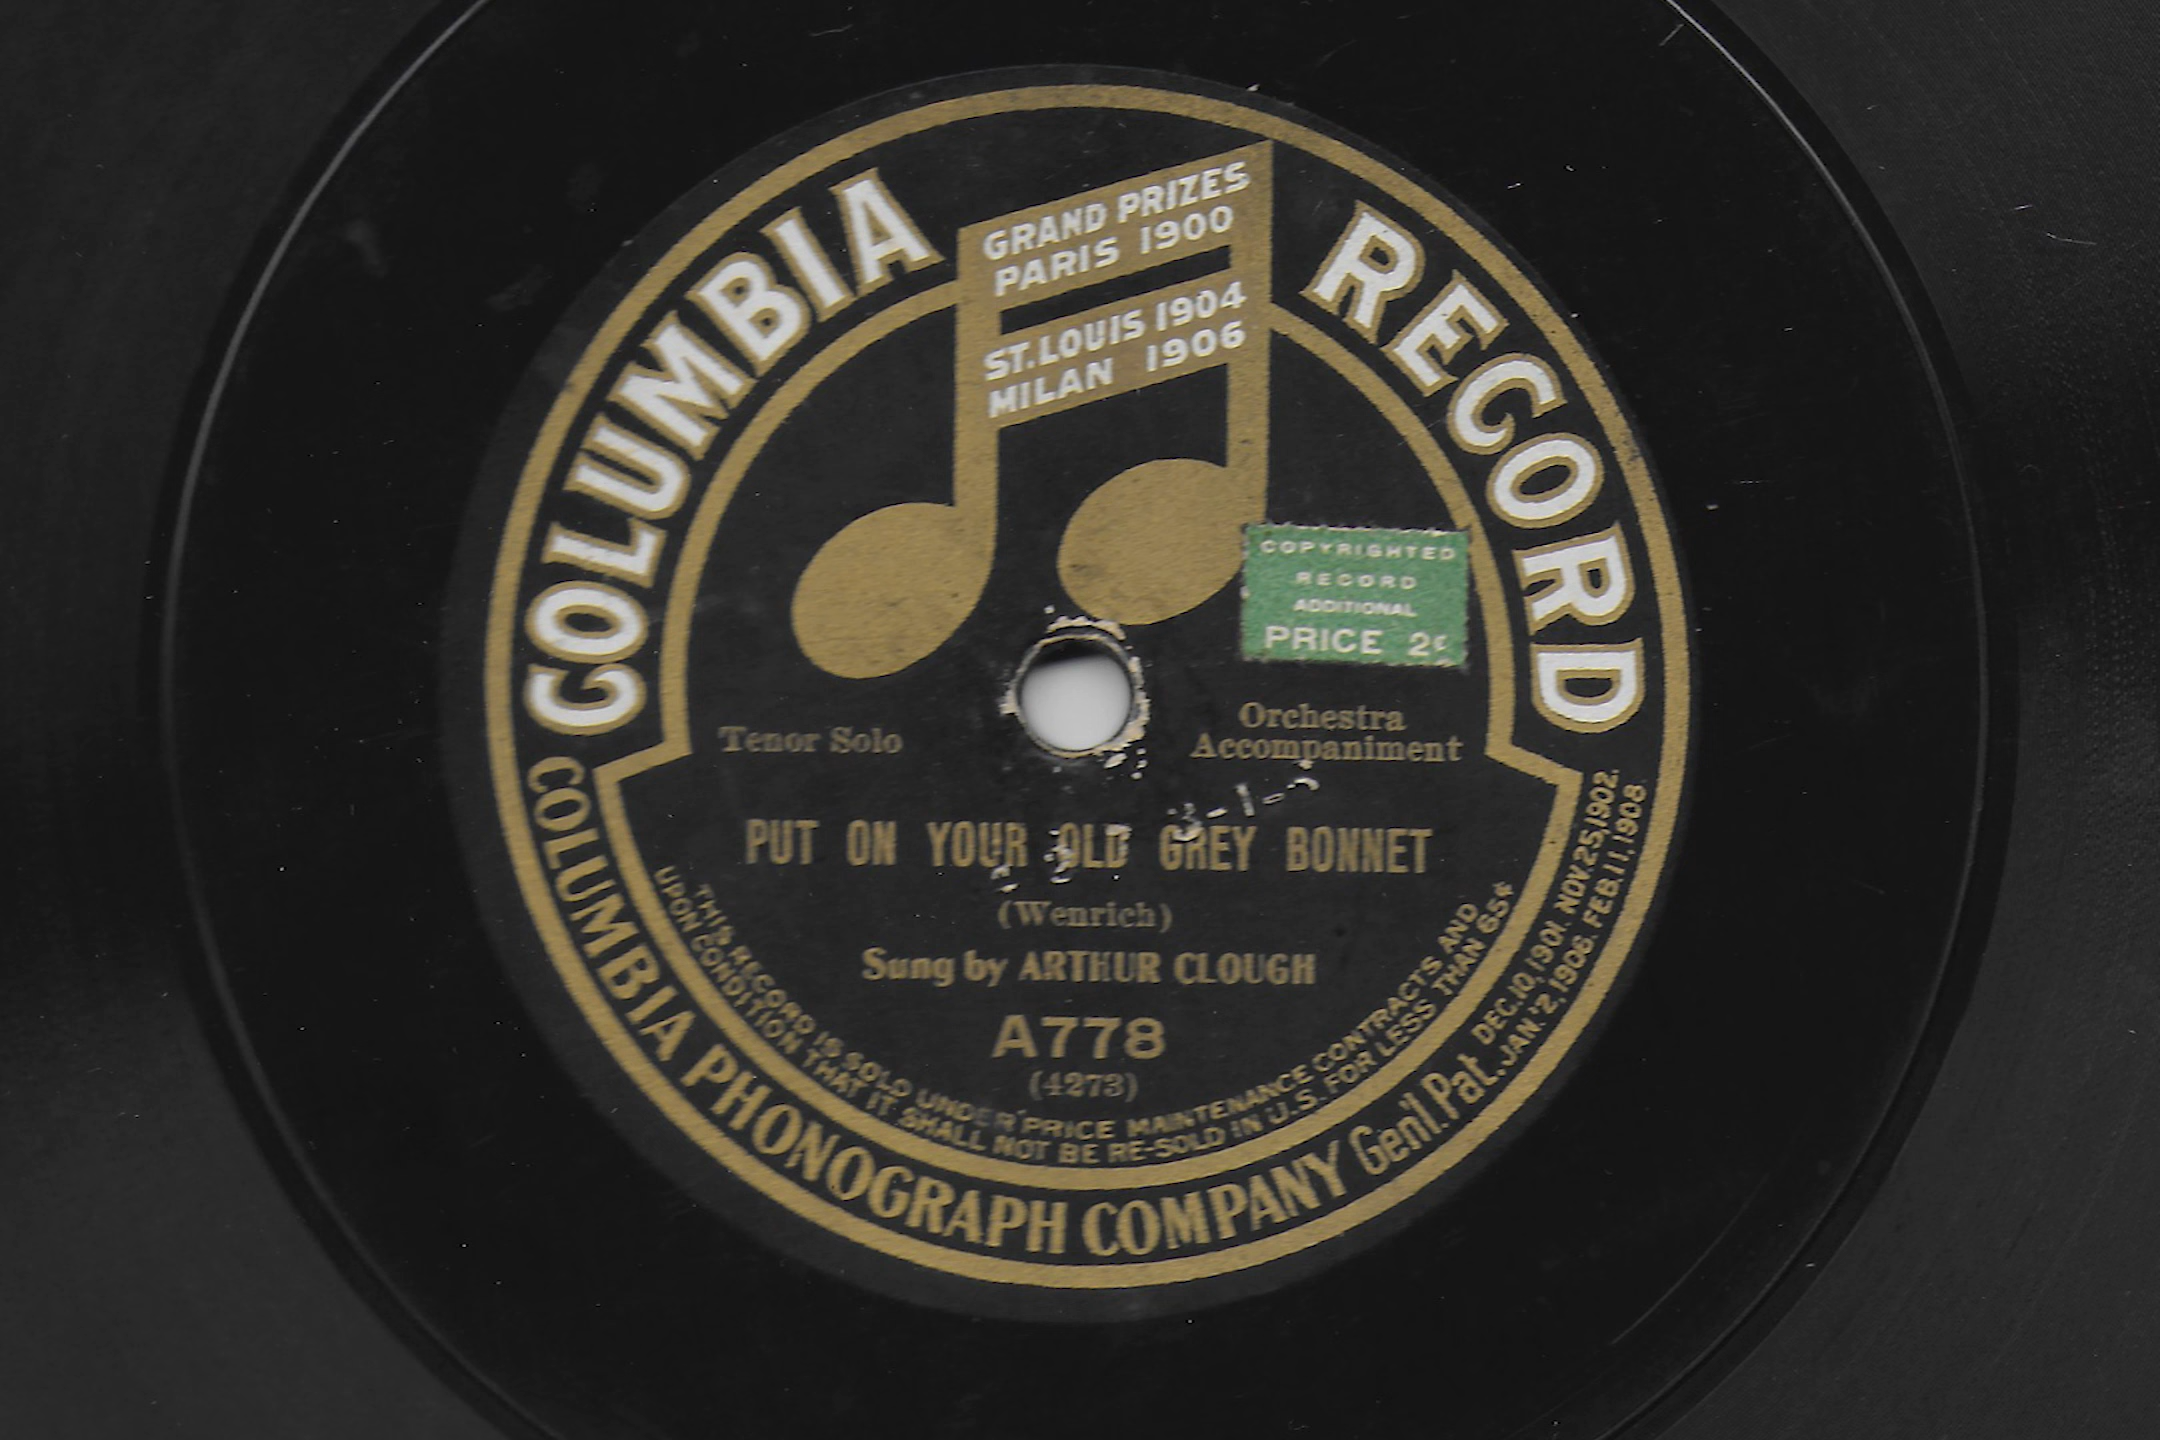 COLUMBIA RECORD
GRAND PRIZES
PARIS 1900
ST. LOUIS 1904
MILAN 1906
COPYRIGHTED
RECORD
ADDITIONAL
PRICE 2¢
Tenor Solo
Orchestra
Accompaniment
PUT ON YOUR OLD GREY BONNET
(Wenrich)
Sung by ARTHUR CLOUGH
A778
(4273)
THIS RECORD IS SOLD UNDER PRICE MAINTENANCE CONTRACTS AND
UPON CONDITION THAT IT SHALL NOT BE RE-SOLD IN U.S. FOR LESS THAN 65¢
COLUMBIA PHONOGRAPH COMPANY Gen'l. Pat. DEC. 10, 1901. NOV. 25, 1902.
JAN. 2, 1906. FEB. 11, 1908.